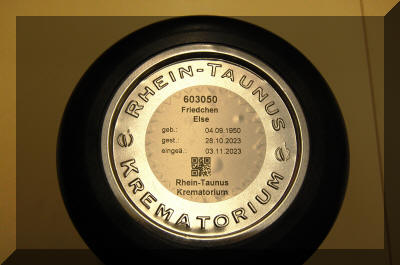 RHEIN-TAUNUS
603050
Friedchen
Else
geb.: 04.09.1950
gest.: 28.10.2023
eingeä.: 03.11.2023
Rhein-Taunus
Krematorium
KREMATORIUM